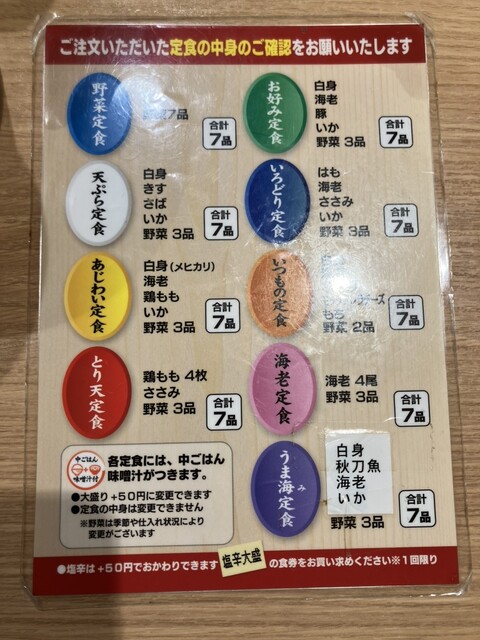 ご注文いただいた定食の中身のご確認をお願いいたします
野菜定食
7品
合計
7品
お好み定食
白身
海老
豚
いか
野菜 3品
合計
7品
天ぷら定食
白身
きす
さば
いか
野菜 3品
合計
7品
いろどり定食
はも
海老
ささみ
いか
野菜 3品
合計
7品
あじわい定食
白身(メヒカリ)
海老
鶏もも
いか
野菜 3品
合計
7品
いつもの定食
チーズ
もち
野菜 2品
合計
7品
とり天定食
鶏もも 4枚
ささみ
野菜 3品
合計
7品
海老定食
海老 4尾
野菜 3品
合計
7品
中ごはん
味噌汁付
各定食には、中ごはん
味噌汁がつきます。
●大盛り+50円に変更できます
●定食の中身は変更できません
※野菜は季節や仕入れ状況により
変更がございます
うま海定食
み
白身
秋刀魚
海老
いか
野菜 3品
合計
7品
●塩辛は+50円でおかわりできます 塩辛大盛 の食券をお買い求めください※1回限り